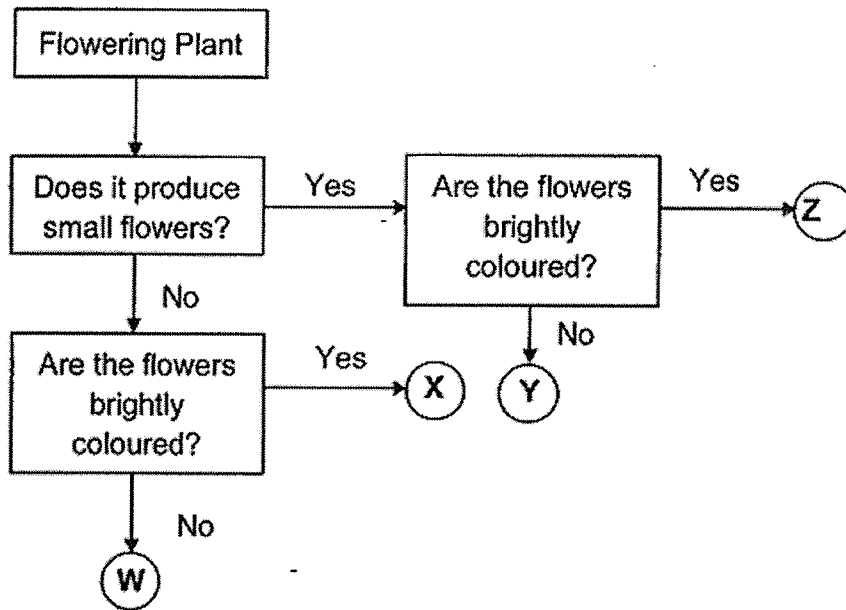 Flowering Plant
Does it produce
small flowers?
Yes
Are the flowers
brightly
coloured?
Yes
Z
No
No
Are the flowers
brightly
coloured?
Yes
X
Y
No
W